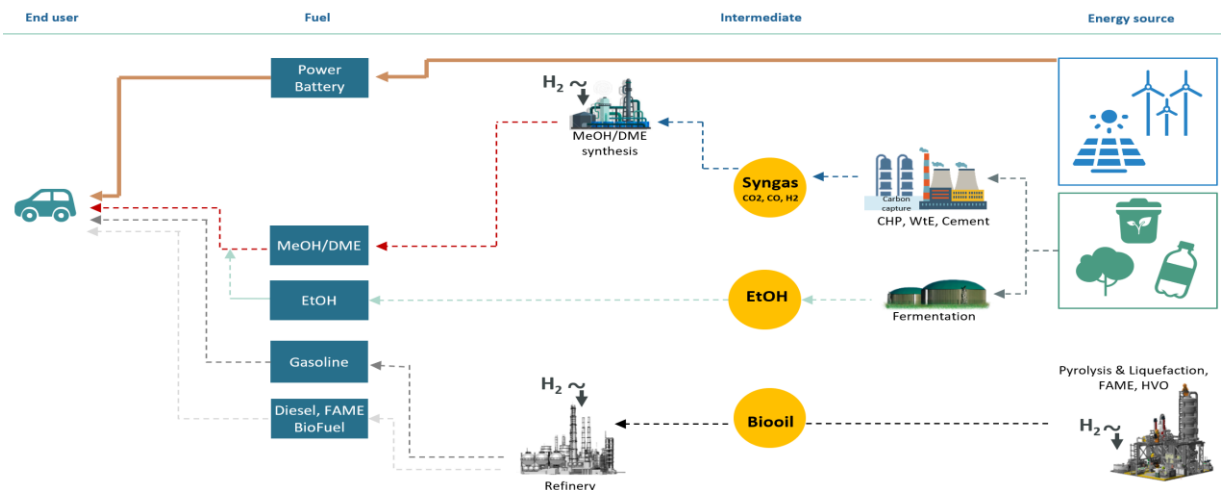 End user
Fuel
Intermediate
Energy source
Power
Battery
H₂ ~
MeOH/DME
synthesis
Syngas
CO2, CO, H2
Carbon
capture
CHP, WtE, Cement
MeOH/DME
EtOH
EtOH
Fermentation
Gasoline
Diesel, FAME
BioFuel
H₂ ~
Refinery
Biooil
Pyrolysis & Liquefaction,
FAME, HVO
H₂ ~